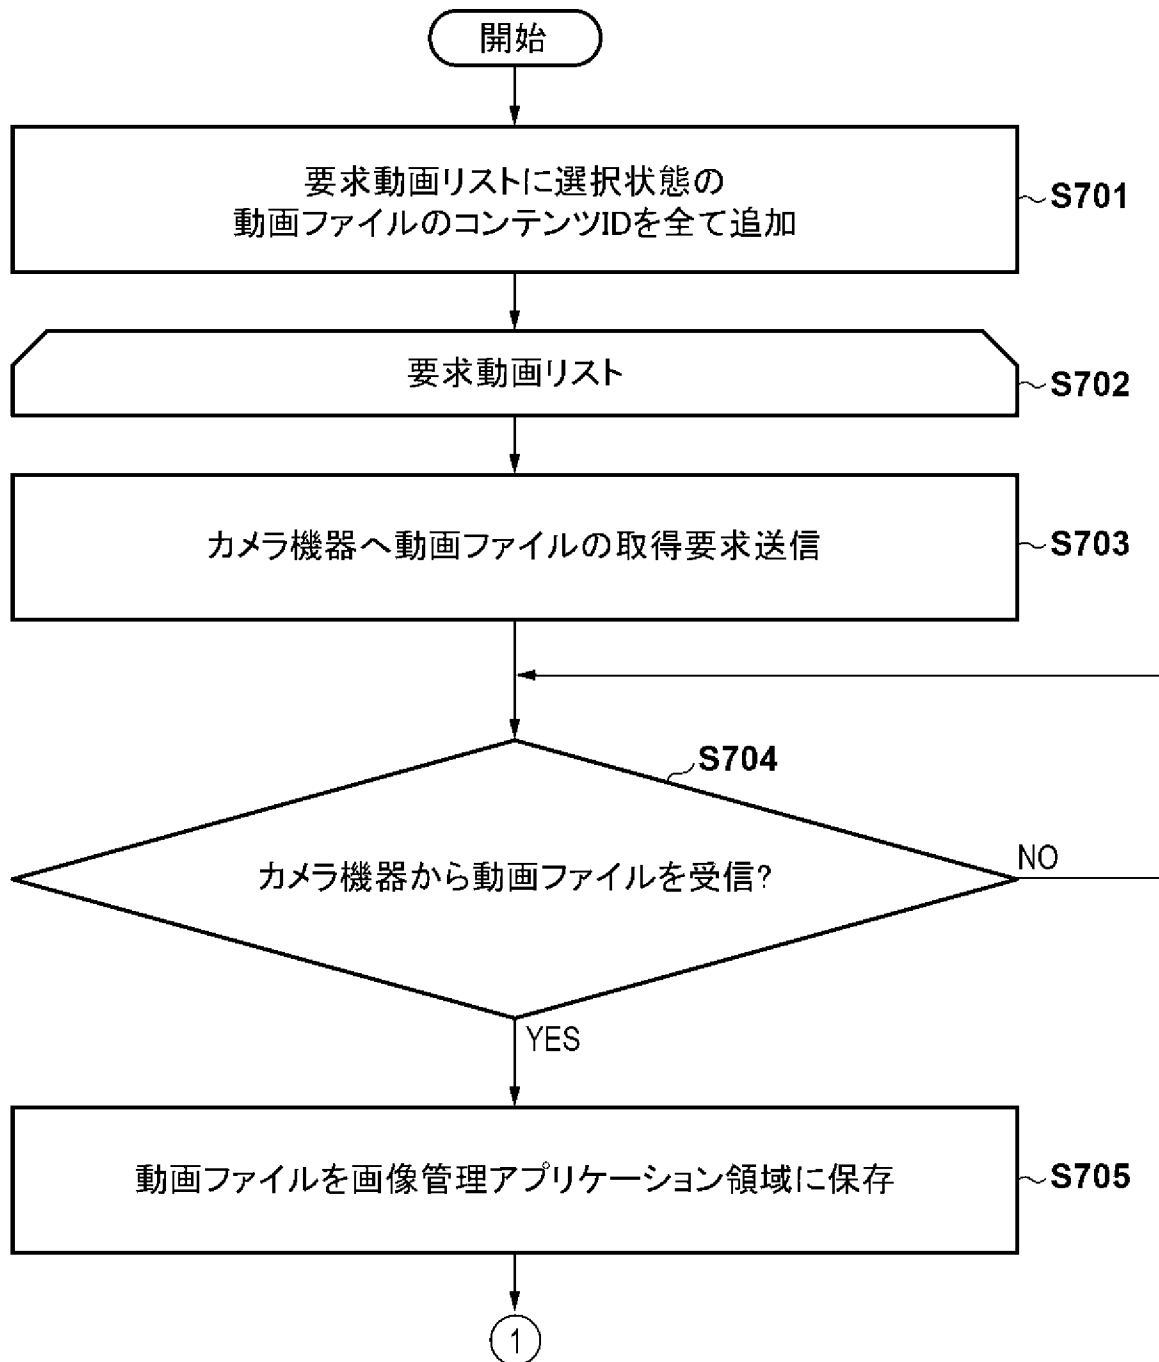 開始
要求動画リストに選択状態の
動画ファイルのコンテンツIDを全て追加
S701
要求動画リスト
S702
カメラ機器へ動画ファイルの取得要求送信
S703
S704
カメラ機器から動画ファイルを受信?
NO
YES
動画ファイルを画像管理アプリケーション領域に保存
S705
1